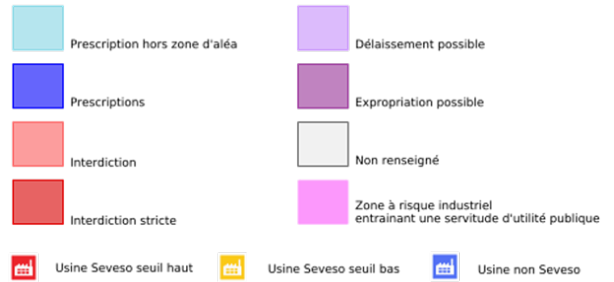 Prescription hors zone d'aléa
Délaissement possible
Prescriptions
Expropriation possible
Interdiction
Non renseigné
Interdiction stricte
Zone à risque industriel
entrainant une servitude d'utilité publique
Usine Seveso seuil haut
Usine Seveso seuil bas
Usine non Seveso